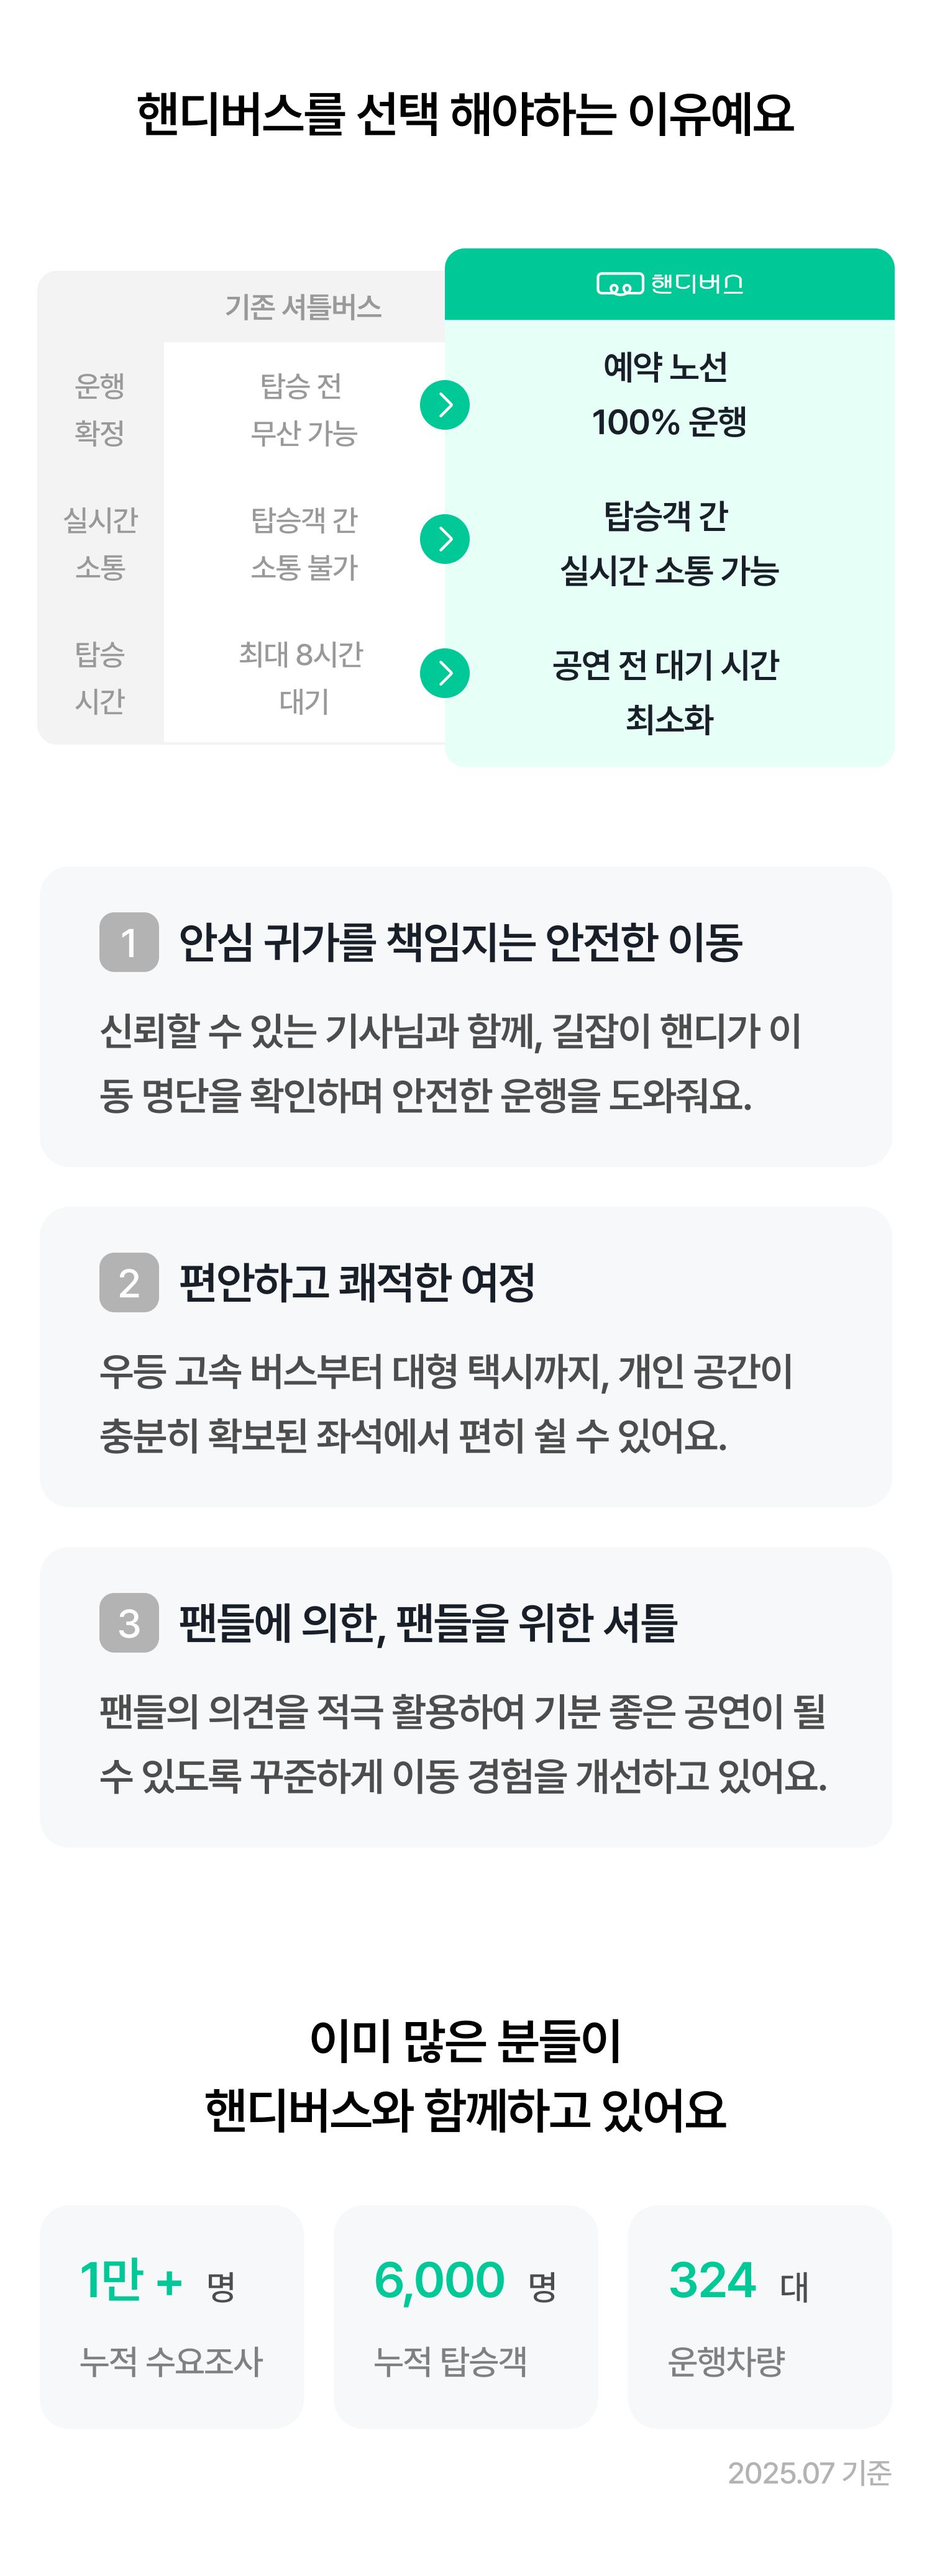 핸디버스를 선택 해야하는 이유예요
기존 셔틀버스
핸디버스
운행
확정
탑승 전
무산 가능
예약 노선
100% 운행
실시간
소통
탑승객 간
소통 불가
탑승객 간
실시간 소통 가능
탑승
시간
최대 8시간
대기
공연 전 대기 시간
최소화
1 안심 귀가를 책임지는 안전한 이동
신뢰할 수 있는 기사님과 함께, 길잡이 핸디가 이
동 명단을 확인하며 안전한 운행을 도와줘요.
2 편안하고 쾌적한 여정
우등 고속 버스부터 대형 택시까지, 개인 공간이
충분히 확보된 좌석에서 편히 쉴 수 있어요.
3 팬들에 의한, 팬들을 위한 셔틀
팬들의 의견을 적극 활용하여 기분 좋은 공연이 될
수 있도록 꾸준하게 이동 경험을 개선하고 있어요.
이미 많은 분들이
핸디버스와 함께하고 있어요
1만 + 명
누적 수요조사
6,000 명
누적 탑승객
324 대
운행차량
2025.07 기준